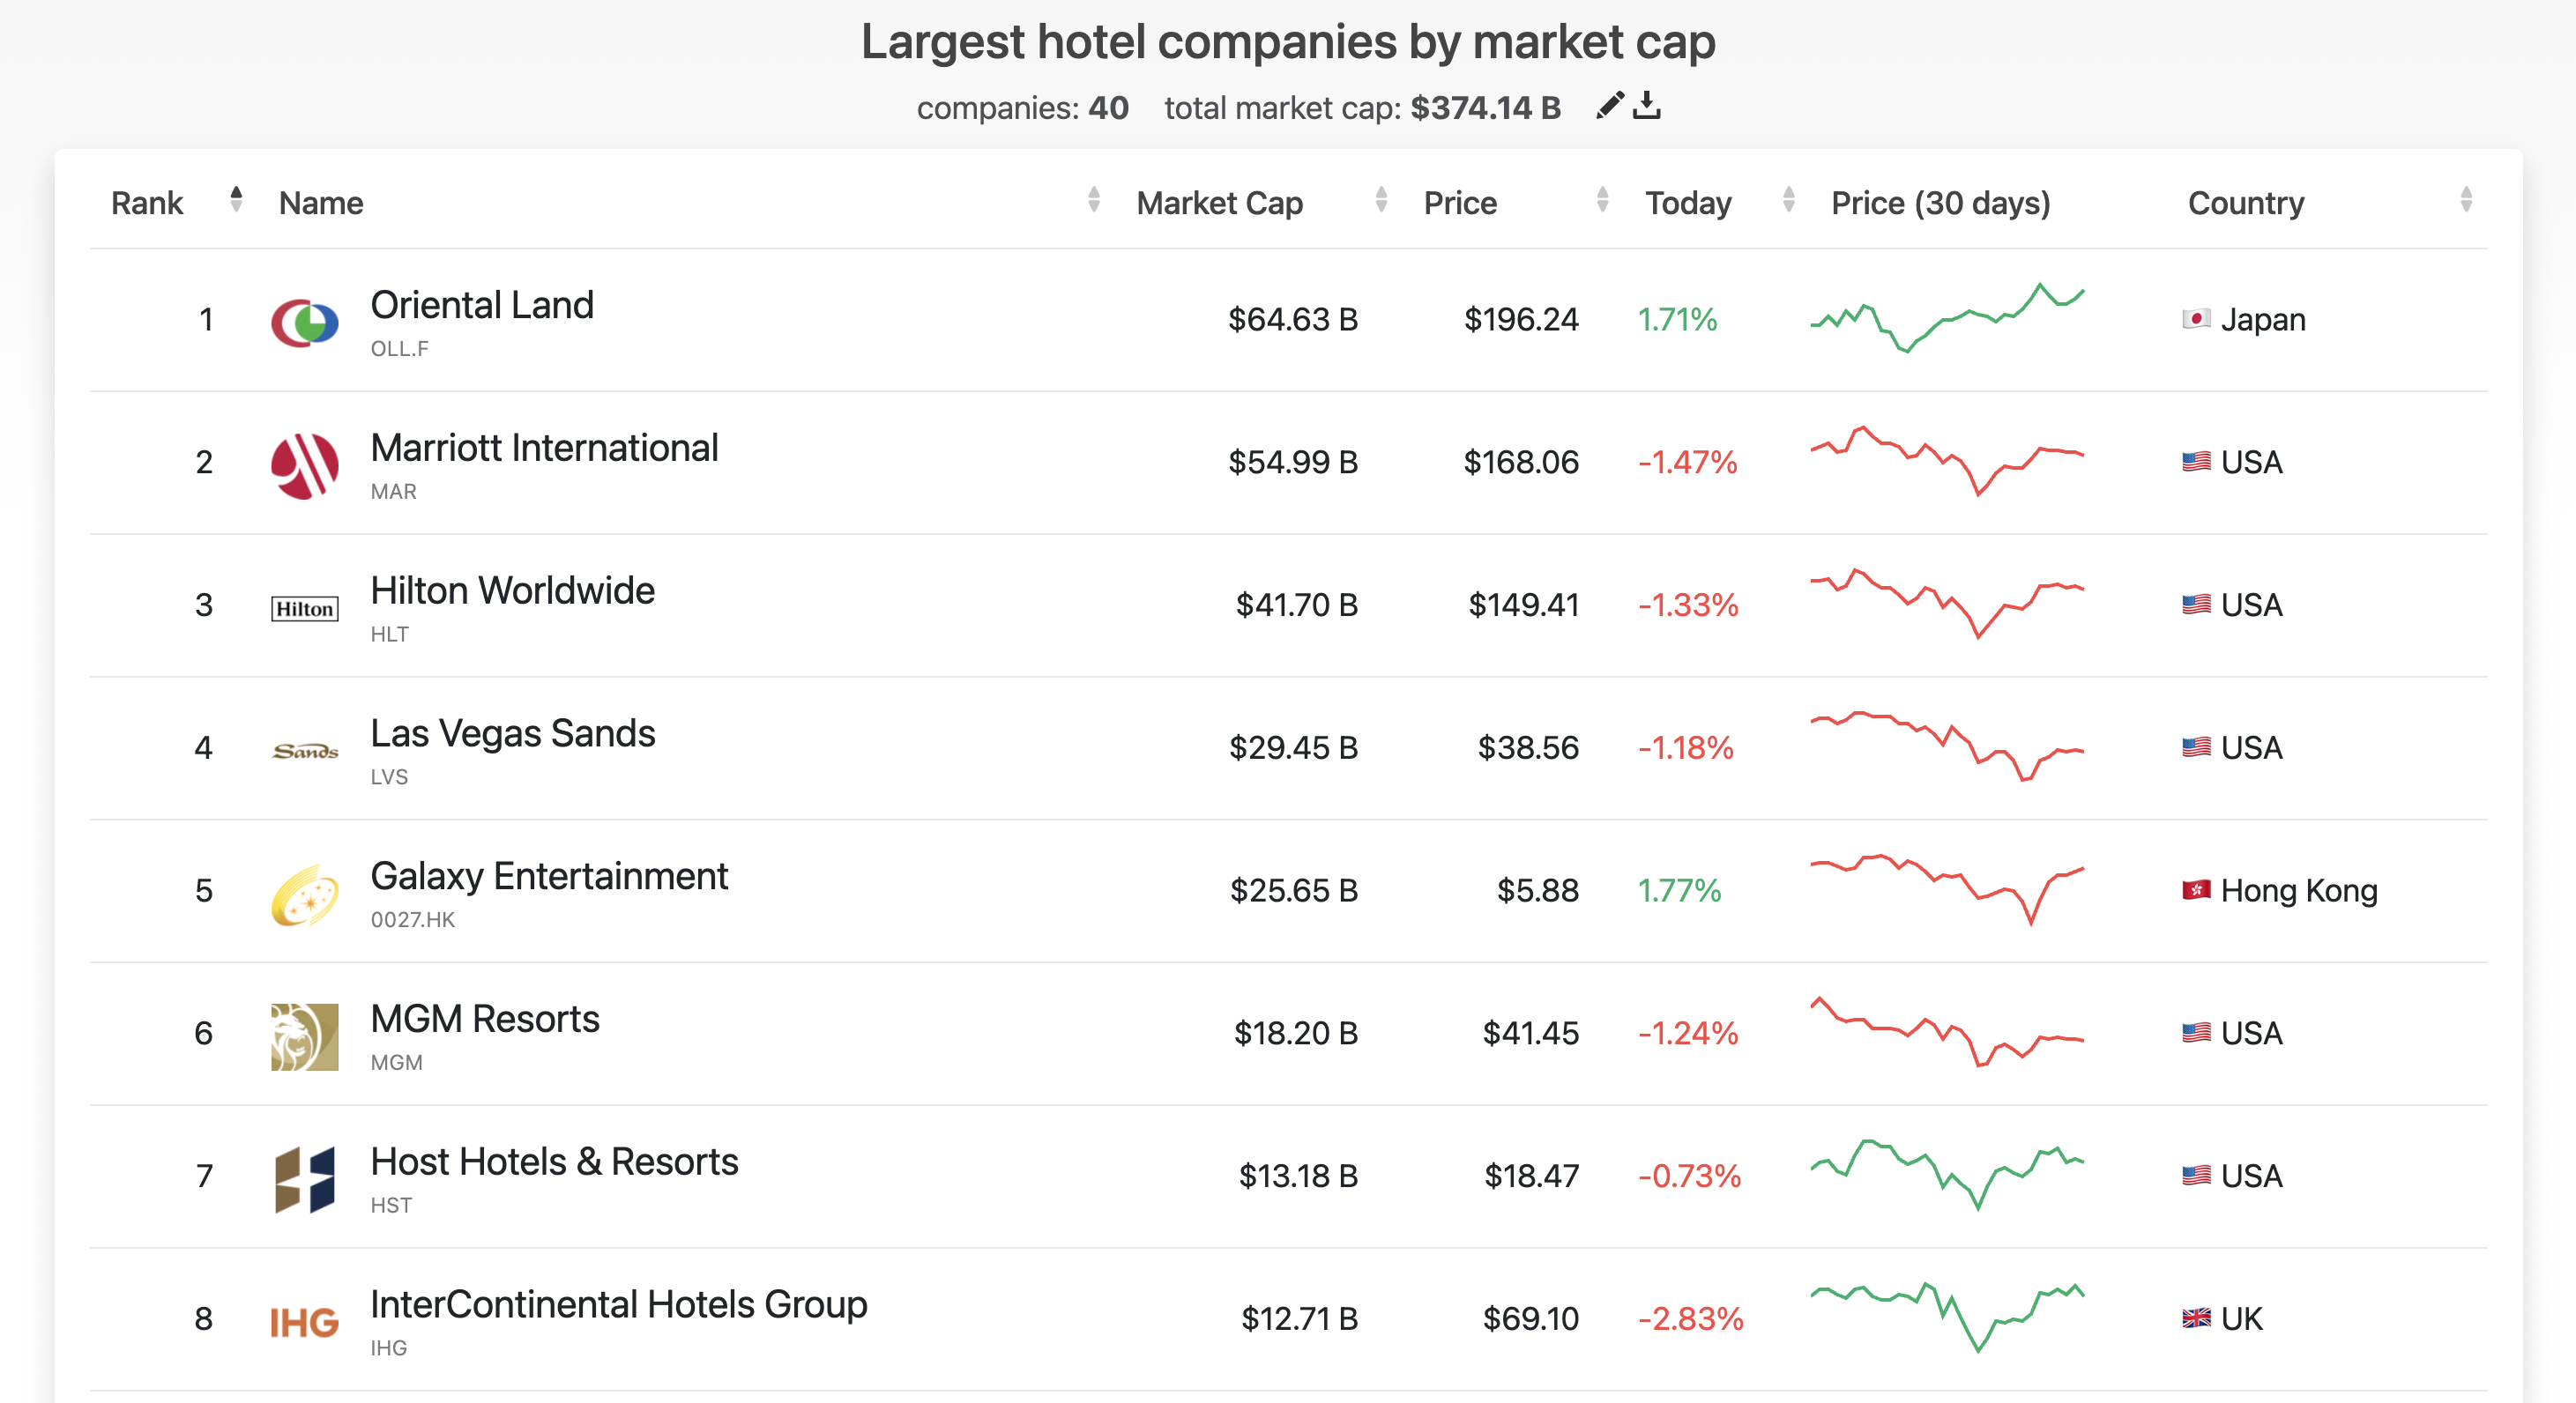 Largest hotel companies by market cap
companies: 40 total market cap: $374.14 B
Rank Name Market Cap Price Today Price (30 days) Country
1 Oriental Land $64.63 B $196.24 1.71% Japan
OLL.F
2 Marriott International $54.99 B $168.06 -1.47% USA
MAR
3 Hilton Hilton Worldwide $41.70 B $149.41 -1.33% USA
HLT
4 Sands Las Vegas Sands $29.45 B $38.56 -1.18% USA
LVS
5 Galaxy Entertainment $25.65 B $5.88 1.77% Hong Kong
0027.HK
6 MGM Resorts $18.20 B $41.45 -1.24% USA
MGM
7 Host Hotels & Resorts $13.18 B $18.47 -0.73% USA
HST
8 IHG InterContinental Hotels Group $12.71 B $69.10 -2.83% UK
IHG